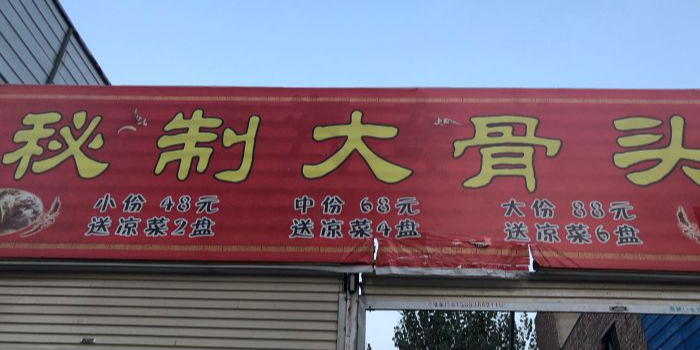 秘制大骨头
小份 48元
送凉菜2盘
中份 68元
送凉菜4盘
大份 88元
送凉菜6盘